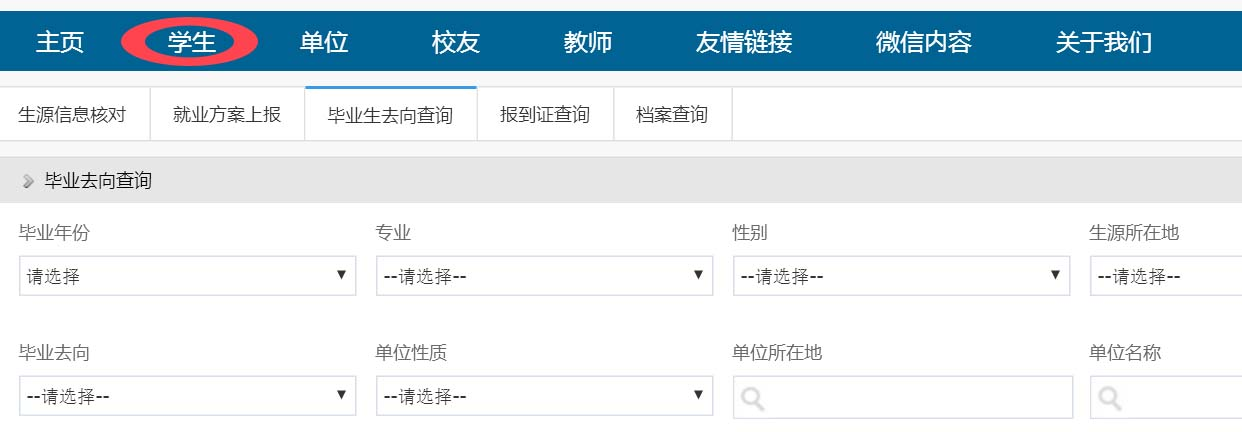 主页 学生 单位 校友 教师 友情链接 微信内容 关于我们
生源信息核对 就业方案上报 毕业生去向查询 报到证查询 档案查询
毕业去向查询
毕业年份 专业 性别 生源所在地
请选择 --请选择-- --请选择-- --请选择--
毕业去向 单位性质 单位所在地 单位名称
--请选择-- --请选择--